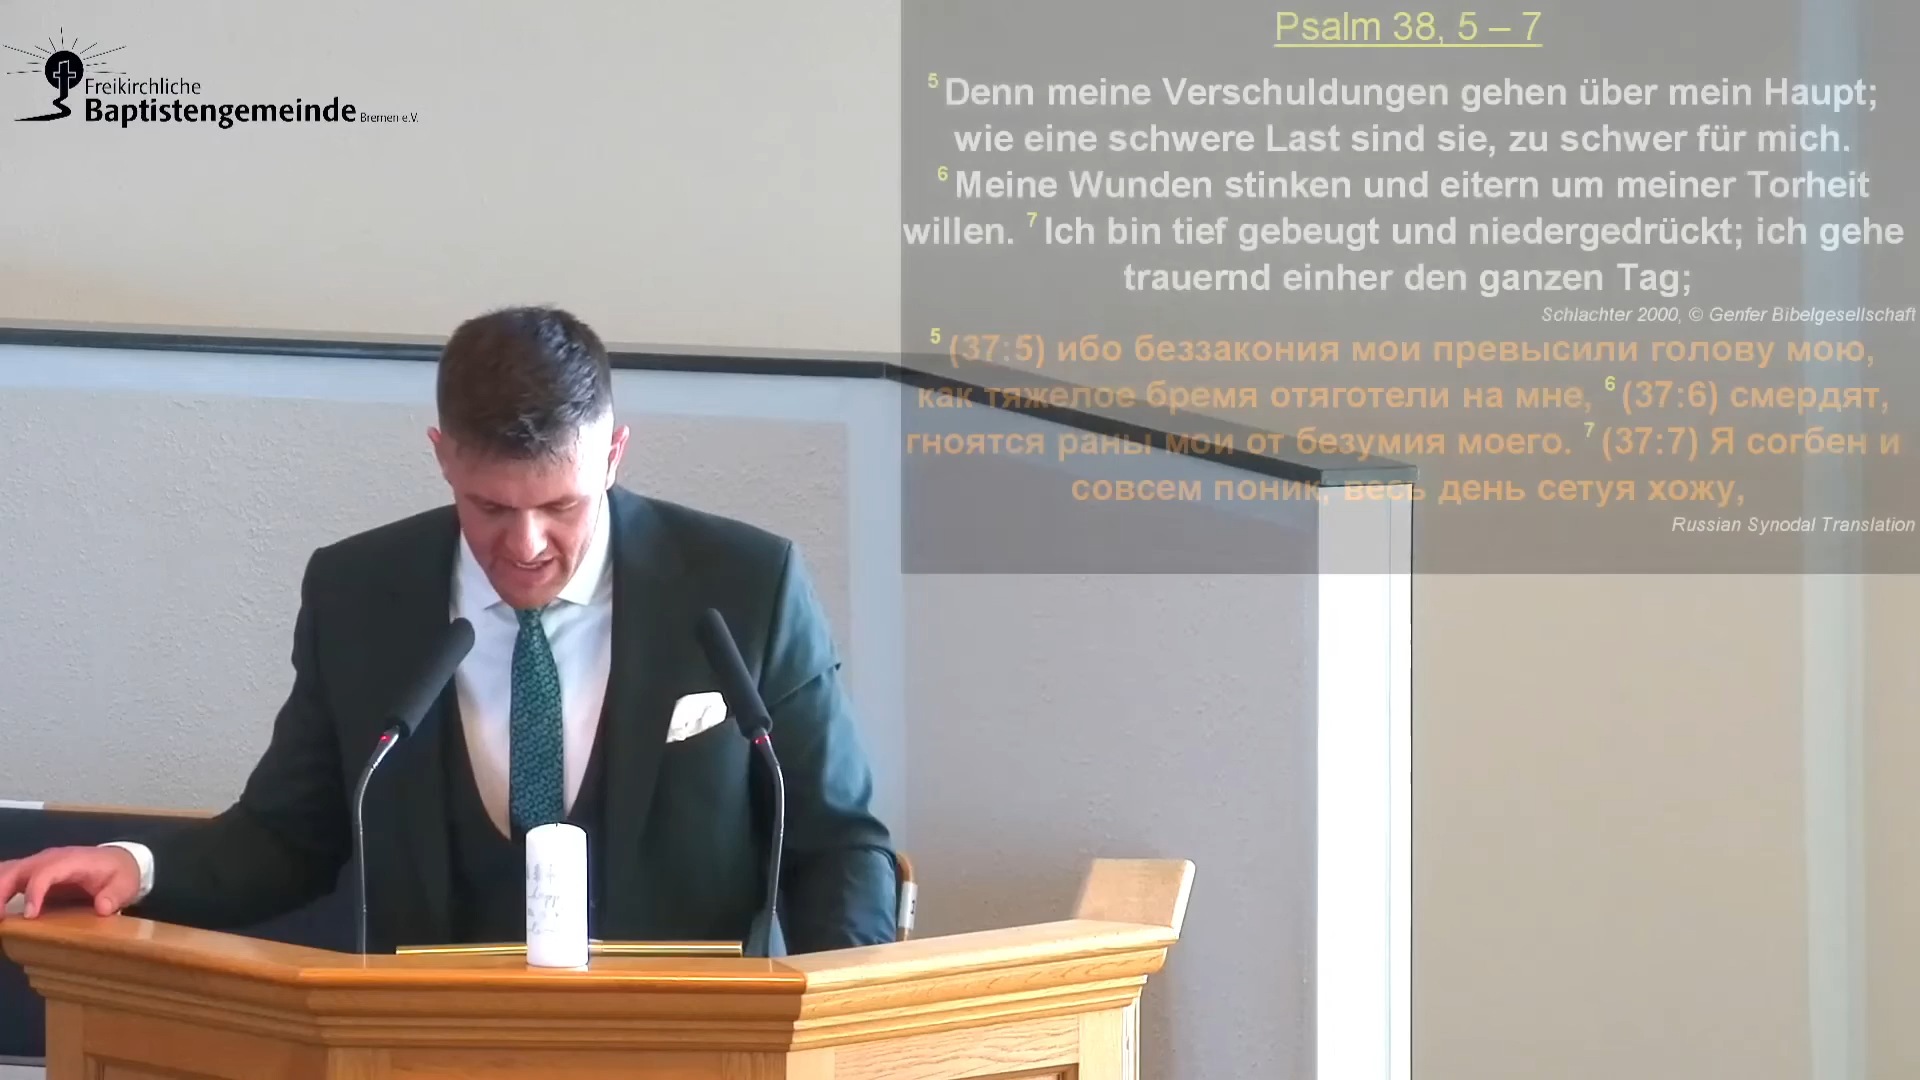 Freikirchliche
Baptistengemeinde Bremen e.V.
Psalm 38, 5 – 7
5 Denn meine Verschuldungen gehen über mein Haupt;
wie eine schwere Last sind sie, zu schwer für mich.
6 Meine Wunden stinken und eitern um meiner Torheit
willen. 7 Ich bin tief gebeugt und niedergedrückt; ich gehe
trauernd einher den ganzen Tag;
Schlachter 2000, © Genfer Bibelgesellschaft
5 (37:5) ибо беззакония мои превысили голову мою,
как тяжелое бремя отяготели на мне, 6 (37:6) смердят,
гноятся раны мои от безумия моего. 7 (37:7) Я согбен и
совсем поник, весь день сетуя хожу,
Russian Synodal Translation